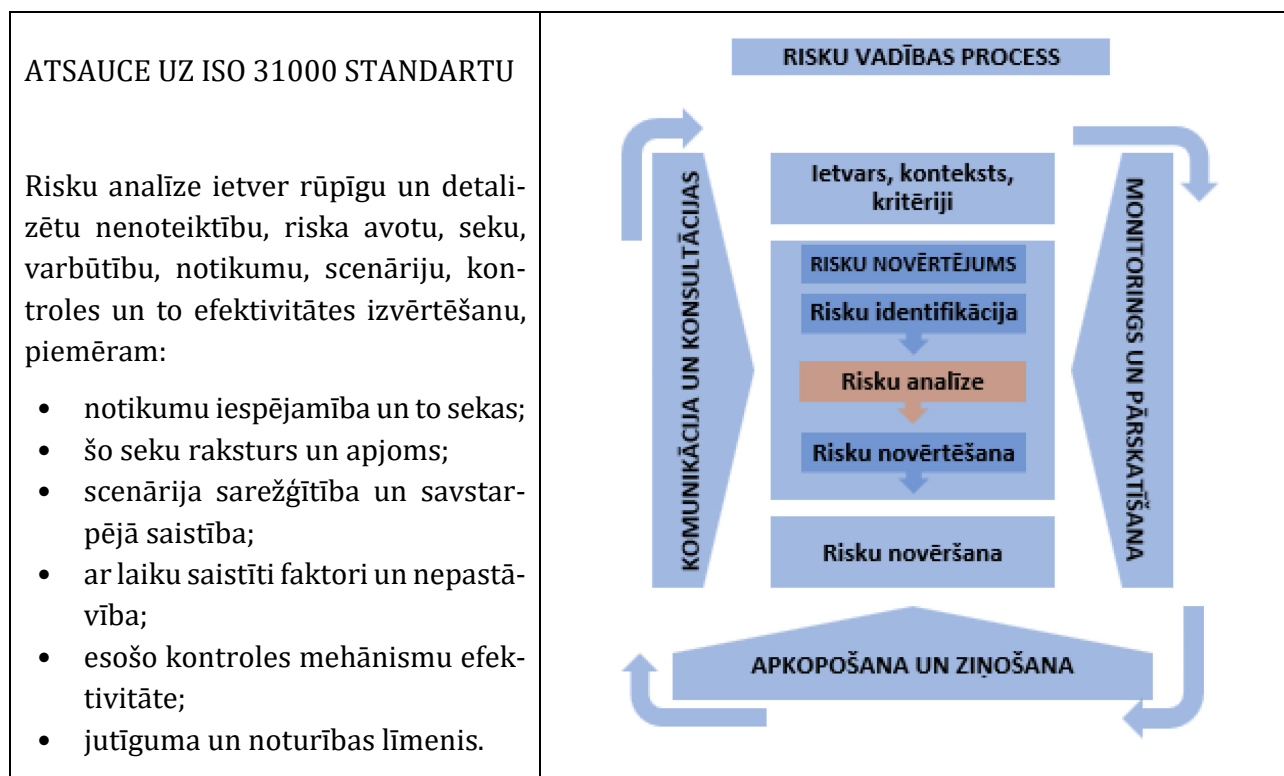 ATSAUCE UZ ISO 31000 STANDARTU
Risku analīze ietver rūpīgu un detali-
zētu nenoteiktību, riska avotu, seku,
varbūtību, notikumu, scenāriju, kon-
troles un to efektivitātes izvērtēšanu,
piemēram:
• notikumu iespējamība un to sekas;
• šo seku raksturs un apjoms;
• scenārija sarežģītība un savstar-
pējā saistība;
• ar laiku saistīti faktori un nepastā-
vība;
• esošo kontroles mehānismu efek-
tivitāte;
• jutīguma un noturības līmenis.
RISKU VADĪBAS PROCESS
KOMUNIKĀCIJA UN KONSULTĀCIJAS
Ietvars, konteksts,
kritēriji
RISKU NOVĒRTĒJUMS
Risku identifikācija
Risku analīze
Risku novērtēšana
Risku novēršana
MONITORINGS UN PĀRSKATĪŠANA
APKOPOŠANA UN ZIŅOŠANA